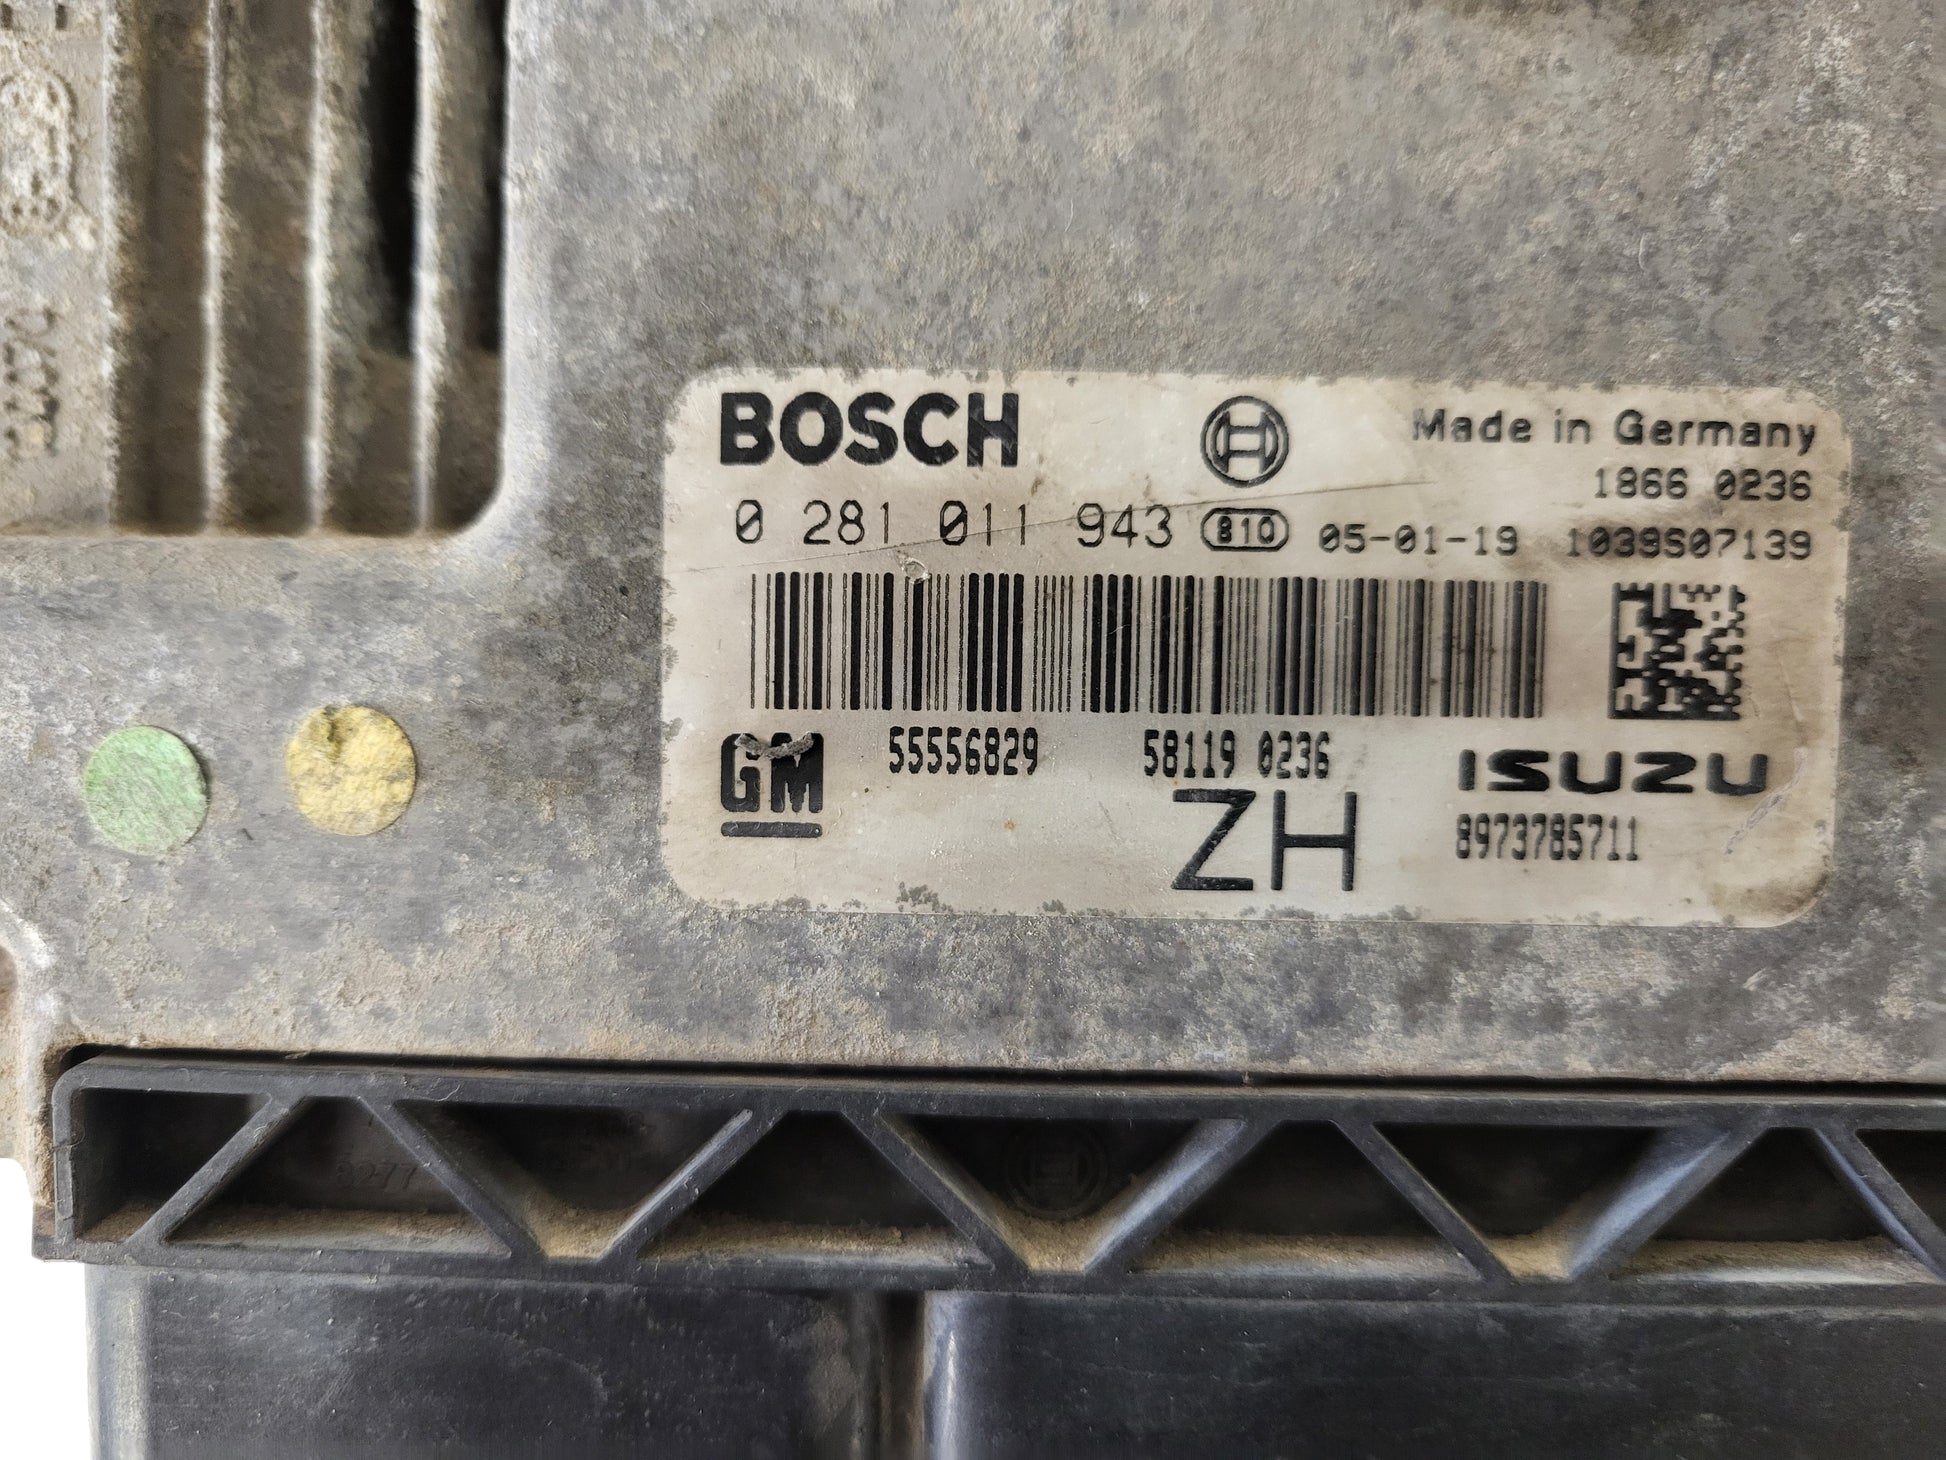 BOSCH
Made in Germany
1866 0236
0 281 011 943 810 05-01-19 1039S07139
GM 55556829 58119 0236 ISUZU
ZH 8973785711
8277